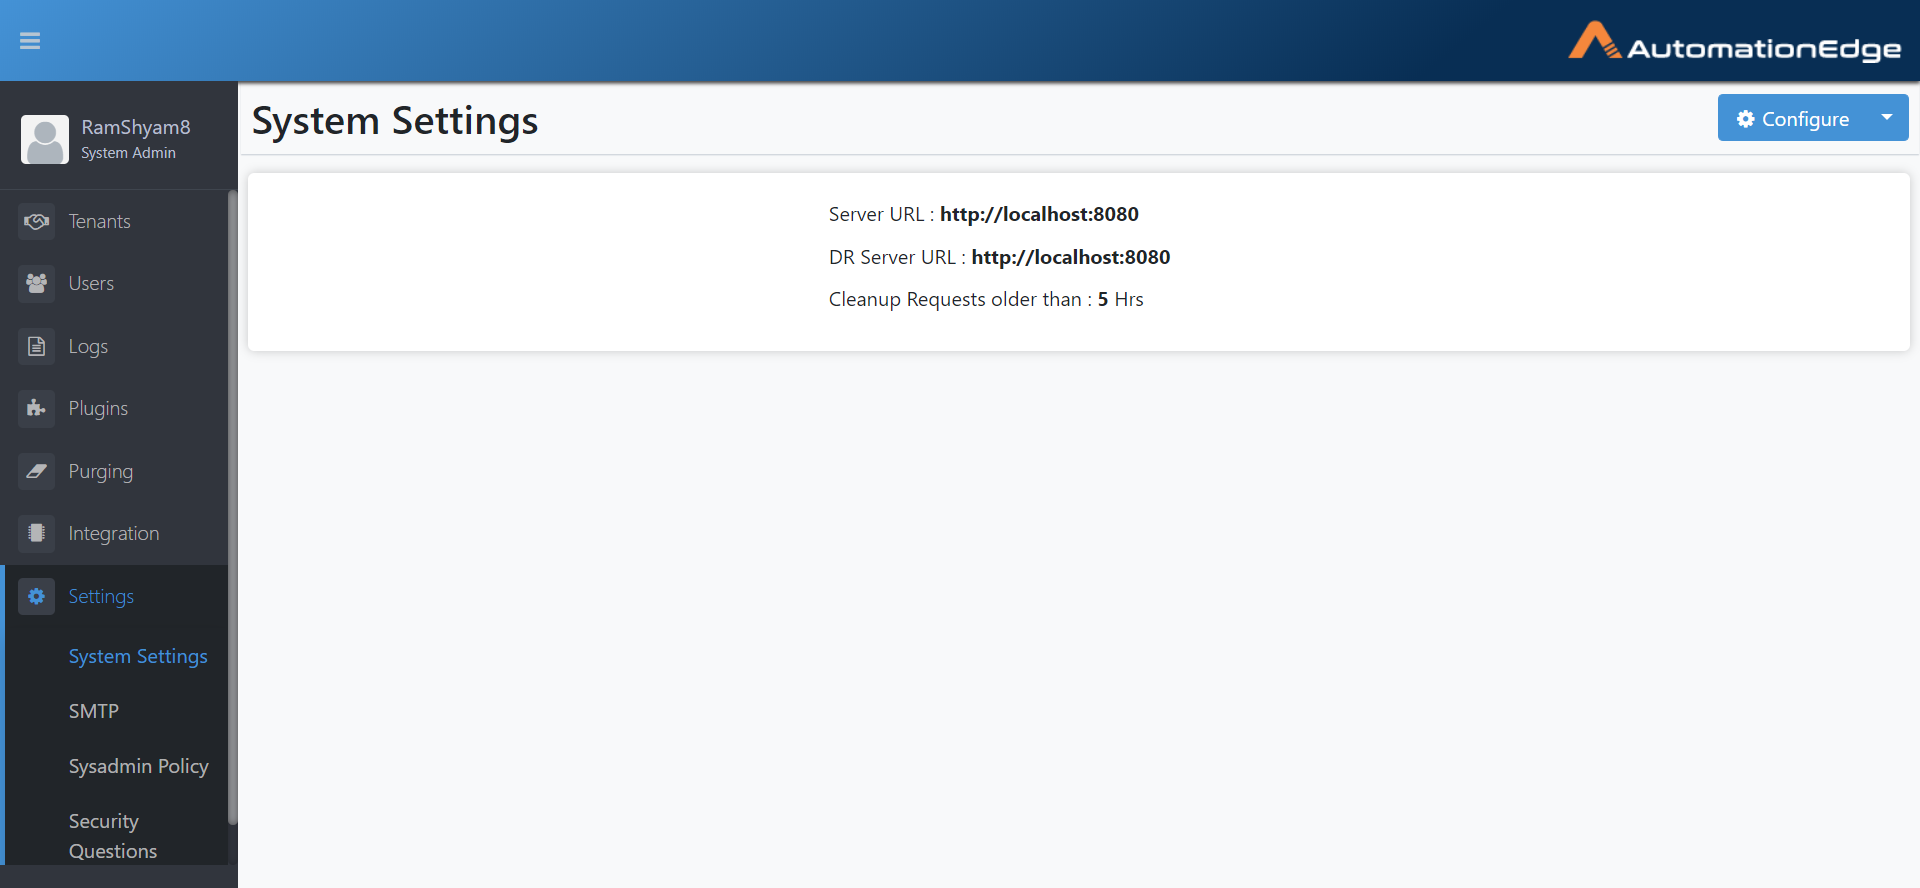 AutomationEdge
RamShyam8
System Admin
Tenants
Users
Logs
Plugins
Purging
Integration
Settings
System Settings
SMTP
Sysadmin Policy
Security
Questions
System Settings
Configure
Server URL : http://localhost:8080
DR Server URL : http://localhost:8080
Cleanup Requests older than : 5 Hrs